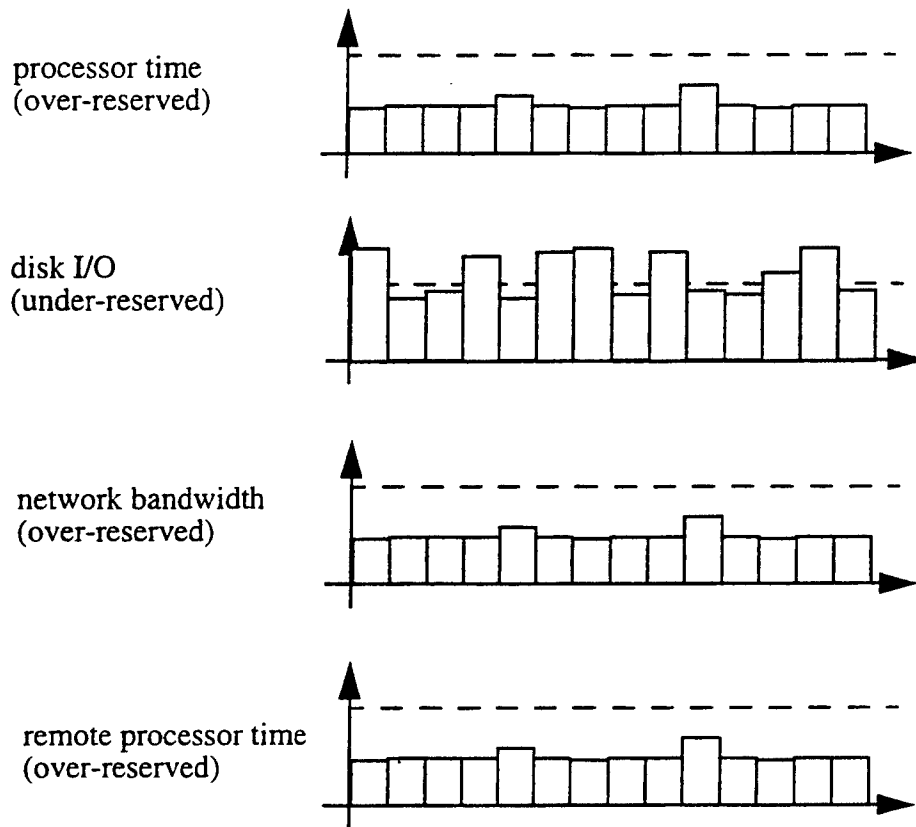 processor time
(over-reserved)
disk I/O
(under-reserved)
network bandwidth
(over-reserved)
remote processor time
(over-reserved)